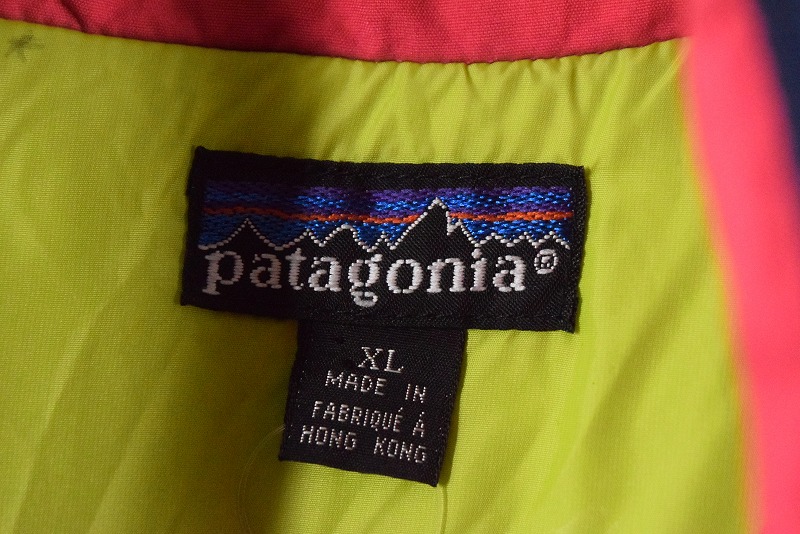 patagonia®
XL
MADE IN
FABRIQUÉ Á
HONG KONG